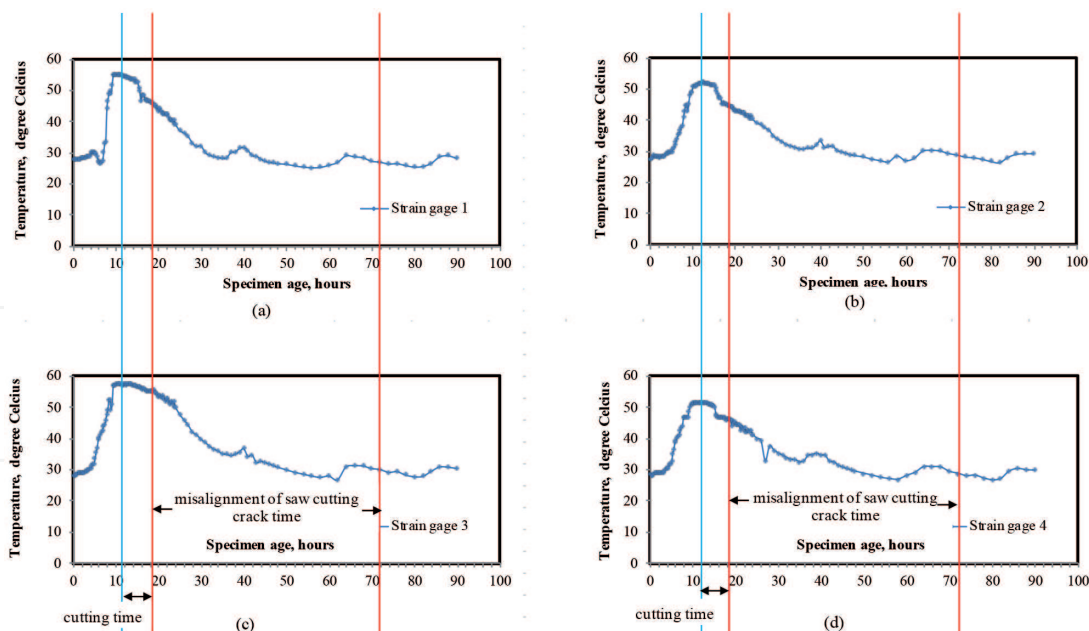 60
50
40
30
20
10
0
Temperature, degree Celcius
Strain gage 1
0 10 20 30 40 50 60 70 80 90 100
Specimen age, hours
(a)
60
50
40
30
20
10
0
Temperature, degree Celcius
Strain gage 2
0 10 20 30 40 50 60 70 80 90 100
Specimen age, hours
(b)
60
50
40
30
20
10
0
Temperature, degree Celcius
misalignment of saw cutting
crack time
Strain gage 3
Specimen age, hours
0 10 20 30 40 50 60 70 80 90 100
cutting time
(c)
60
50
40
30
20
10
0
Temperature, degree Celcius
misalignment of saw cutting
crack time
Strain gage 4
Specimen age, hours
0 10 20 30 40 50 60 70 80 90 100
cutting time
(d)